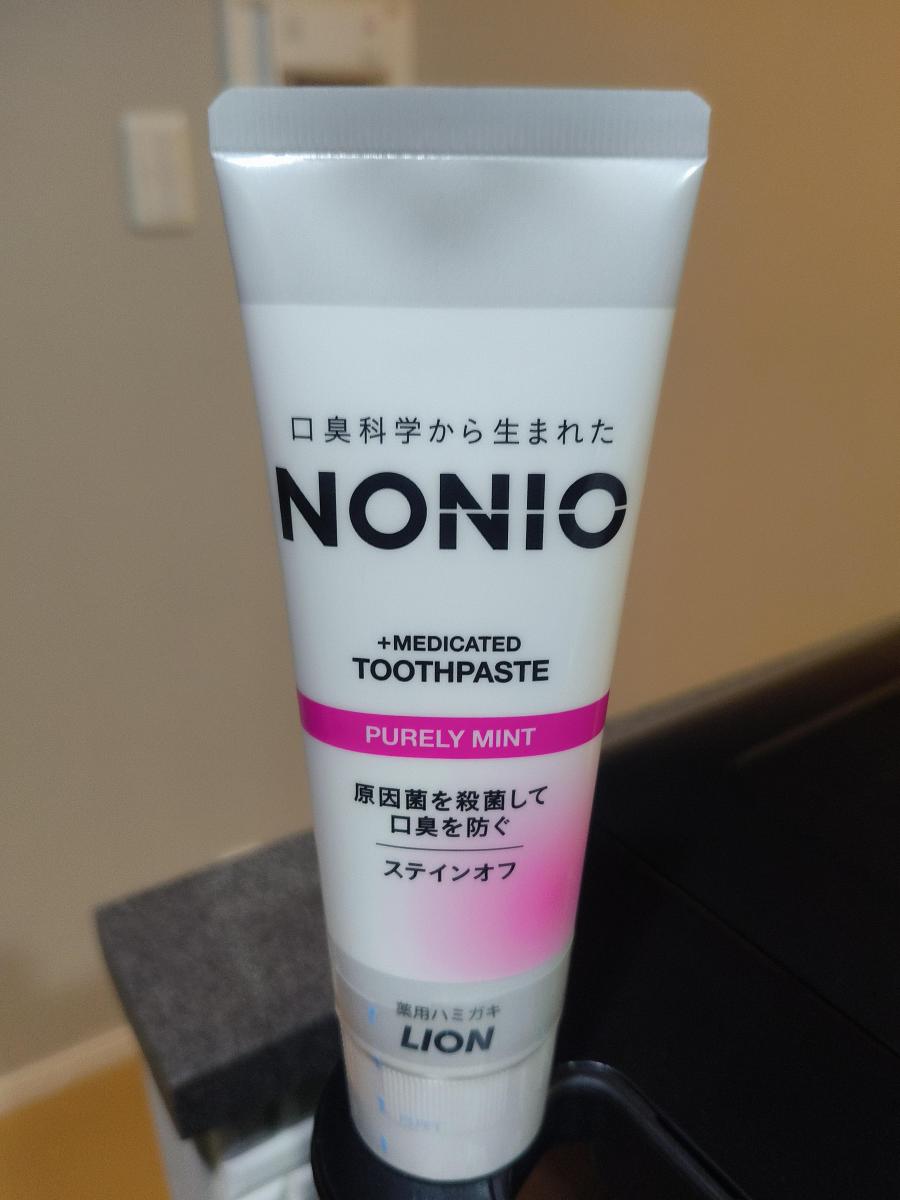 口臭科学から生まれた
NONIO
+MEDICATED
TOOTHPASTE
PURELY MINT
原因菌を殺菌して
口臭を防ぐ
ステインオフ
薬用ハミガキ
LION